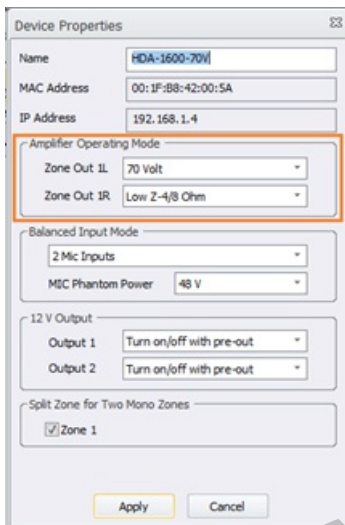 Device Properties
Name HDA-1600-70V
MAC Address 00:1F:B8:42:00:5A
IP Address 192.168.1.4
Amplifier Operating Mode
Zone Out 1L 70 Volt
Zone Out 1R Low Z-4/8 Ohm
Balanced Input Mode
2 Mic Inputs
MIC Phantom Power 48 V
12 V Output
Output 1 Turn on/off with pre-out
Output 2 Turn on/off with pre-out
Split Zone for Two Mono Zones
Zone 1
Apply Cancel